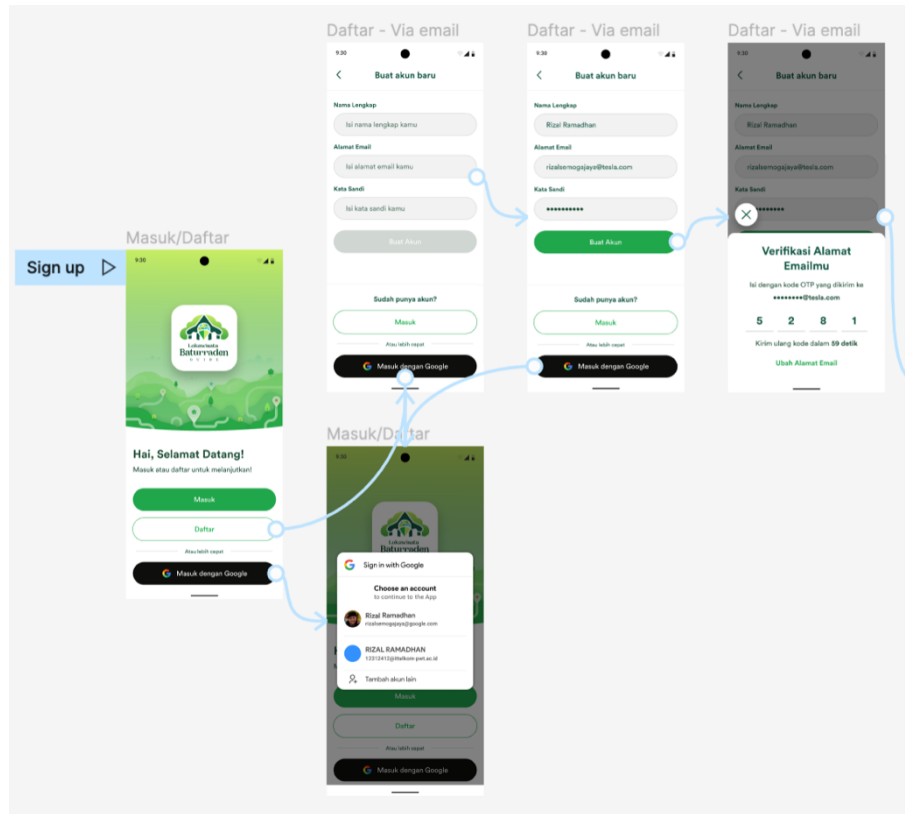 Daftar - Via email
9:30
Buat akun baru
Nama Lengkap
Isi nama lengkap kamu
Alamat Email
Isi alamat email kamu
Kata Sandi
Isi kata sandi kamu
Buat Akun
Sudah punya akun?
Masuk
Atau lebih cepat
Masuk dengan Google
Daftar - Via email
9:30
Buat akun baru
Nama Lengkap
Rizal Ramadhan
Alamat Email
rizalsemogajaya@tesla.com
Kata Sandi
••••••••••
Buat Akun
Sudah punya akun?
Masuk
Atau lebih cepat
Masuk dengan Google
Daftar - Via email
9:30
Buat akun baru
Nama Lengkap
Rizal Ramadhan
Alamat Email
rizalsemogajaya@tesla.com
Kata Sandi
Verifikasi Alamat
Emailmu
Isi dengan kode OTP yang dikirim ke
••••••••@tesla.com
5 2 8 1
Kirim ulang kode dalam 59 detik
Ubah Alamat Email
Sign up
Masuk/Daftar
9:30
Lokawisata
Baturraden
GUIDE
Hai, Selamat Datang!
Masuk atau daftar untuk melanjutkan!
Masuk
Daftar
Atau lebih cepat
Masuk dengan Google
Masuk/Daftar
9:30
Lokawisata
Baturraden
Sign in with Google
Choose an account
to continue to the App
Rizal Ramadhan
rizalsemogajaya@google.com
RIZAL RAMADHAN
Tambah akun lain
Masuk
Daftar
Atau lebih cepat
Masuk dengan Google